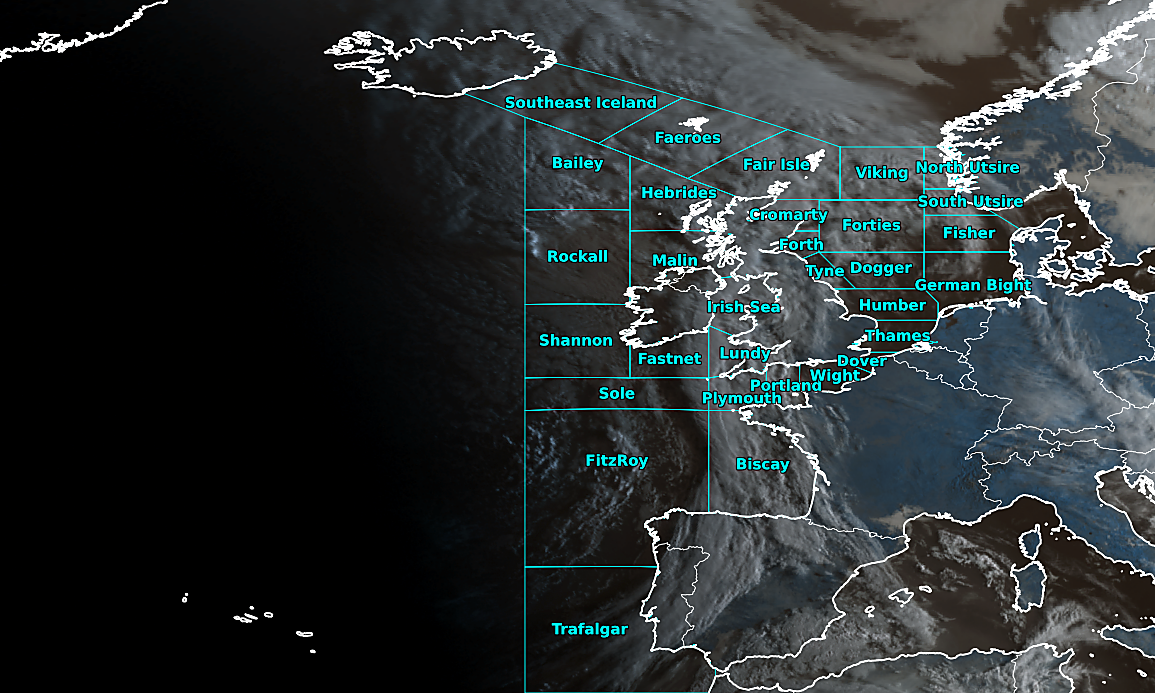 Southeast Iceland
Faeroes
Bailey
Fair Isle
Viking
North Utsire
Hebrides
South Utsire
Cromarty
Forties
Fisher
Forth
Rockall
Malin
Tyne
Dogger
German Bight
Irish Sea
Humber
Shannon
Thames
Fastnet
Lundy
Dover
Wight
Portland
Sole
Plymouth
FitzRoy
Biscay
Trafalgar